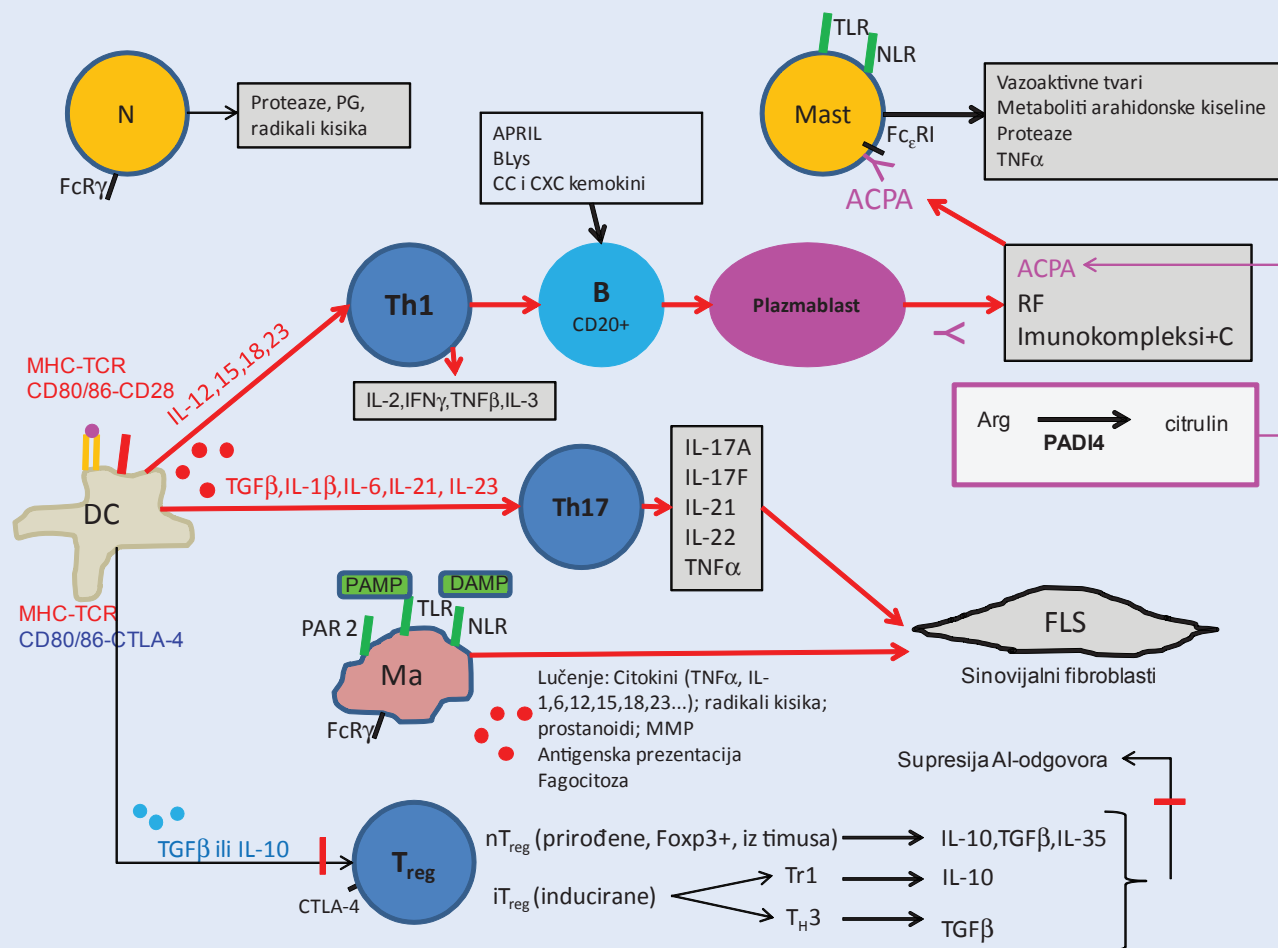 N
FcRγ
Proteaze, PG,
radikali kisika
TLR
NLR
Mast
FcεRI
ACPA
Vazoaktivne tvari
Metaboliti arahidonske kiseline
Proteaze
TNFα
APRIL
BLys
CC i CXC kemokini
Th1
B
CD20+
Plazmablast
ACPA
RF
Imunokompleksi+C
IL-2,IFNγ,TNFβ,IL-3
MHC-TCR
CD80/86-CD28
IL-12,15,18,23
Arg
PADI4
citrulin
DC
TGFβ,IL-1β,IL-6,IL-21, IL-23
Th17
IL-17A
IL-17F
IL-21
IL-22
TNFα
MHC-TCR
CD80/86-CTLA-4
PAMP
DAMP
PAR 2
TLR
NLR
Ma
FcRγ
FLS
Sinovijalni fibroblasti
Lučenje: Citokini (TNFα, IL-
1,6,12,15,18,23...); radikali kisika;
prostanoidi; MMP
Antigenska prezentacija
Fagocitoza
Supresija AI-odgovora
TGFβ ili IL-10
Treg
CTLA-4
nTreg (prirođene, Foxp3+, iz timusa)
IL-10,TGFβ,IL-35
iTreg (inducirane)
Tr1
IL-10
TH3
TGFβ